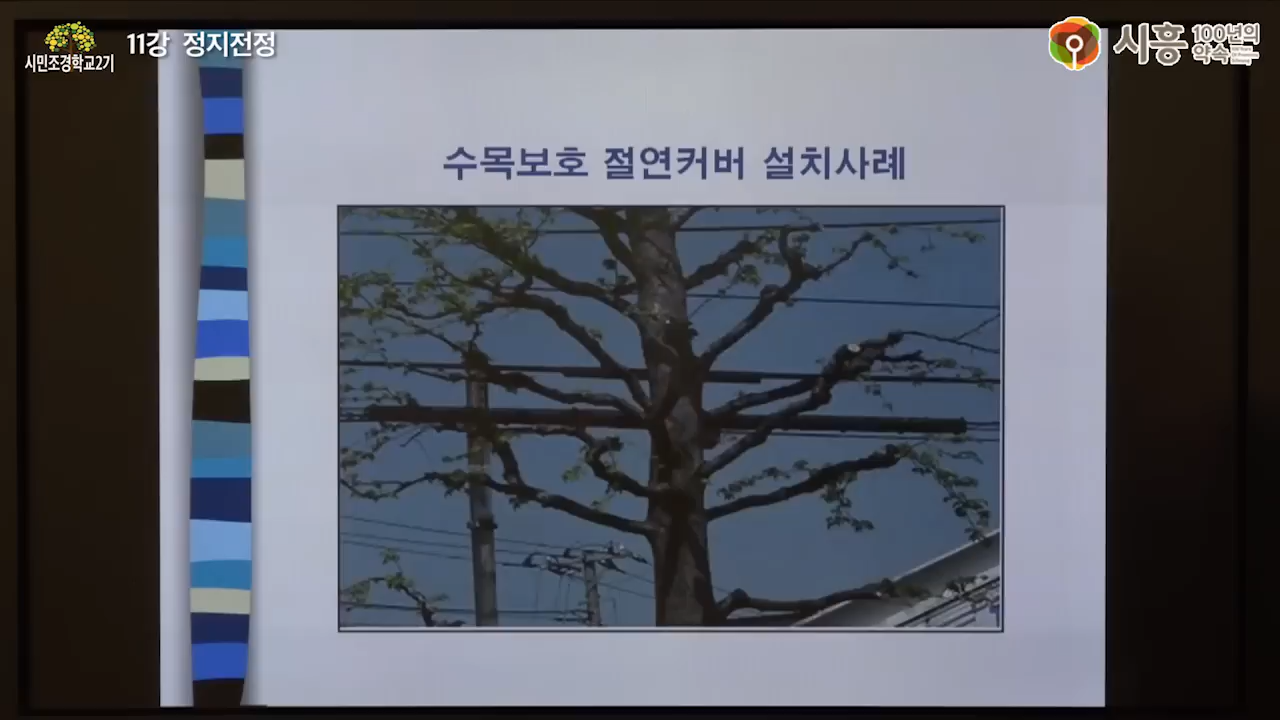 시민조경학교2기
11강 정지전정
시흥 100년의
약속
수목보호 절연커버 설치사례